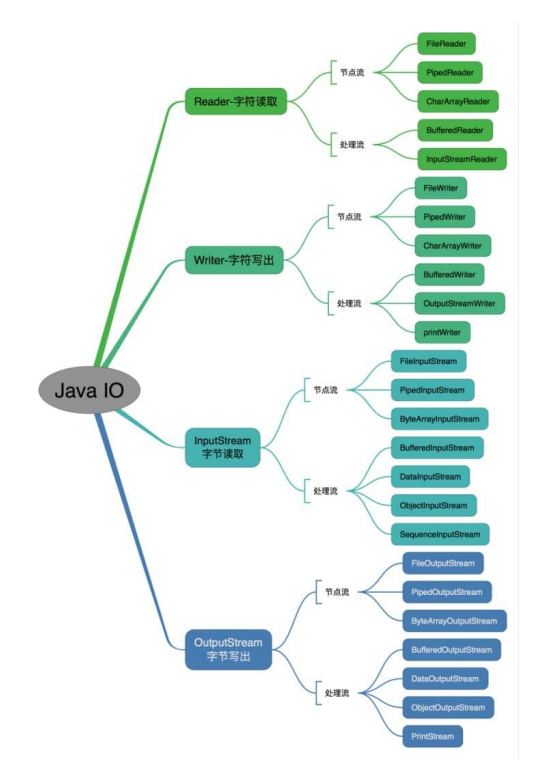 Java IO
Reader-字符读取
节点流
FileReader
PipedReader
CharArrayReader
处理流
BufferedReader
InputStreamReader
Writer-字符写出
节点流
FileWriter
PipedWriter
CharArrayWriter
处理流
BufferedWriter
OutputStreamWriter
printWriter
InputStream
字节读取
节点流
FileInputStream
PipedInputStream
ByteArrayInputStream
处理流
BufferedInputStream
DataInputStream
ObjectInputStream
SequenceInputStream
OutputStream
字节写出
节点流
FileOutputStream
PipedOutputStream
ByteArrayOutputStream
处理流
BufferedOutputStream
DataOutputStream
ObjectOutputStream
PrintStream